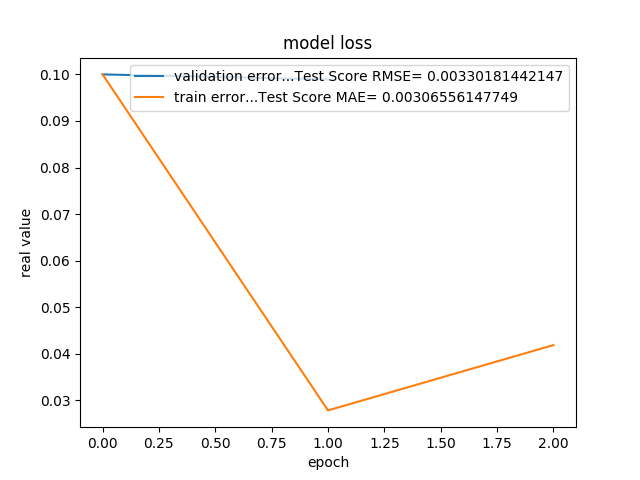 model loss
validation error...Test Score RMSE= 0.00330181442147
train error...Test Score MAE= 0.00306556147749
0.10
0.09
0.08
0.07
0.06
0.05
0.04
0.03
real value
0.00 0.25 0.50 0.75 1.00 1.25 1.50 1.75 2.00
epoch